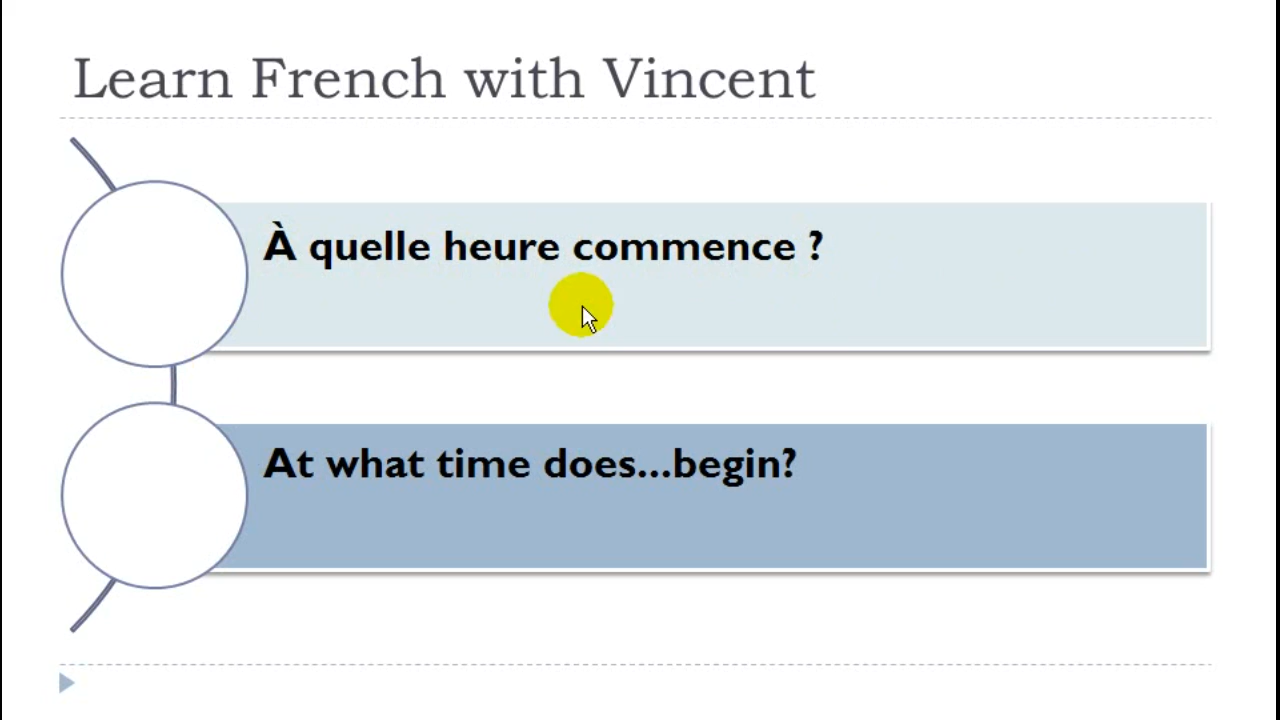 Learn French with Vincent
À quelle heure commence ?
At what time does...begin?